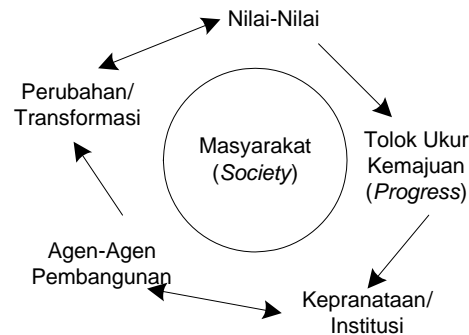 Nilai-Nilai
Perubahan/
Transformasi
Masyarakat
(Society)
Tolok Ukur
Kemajuan
(Progress)
Agen-Agen
Pembangunan
Kepranataan/
Institusi